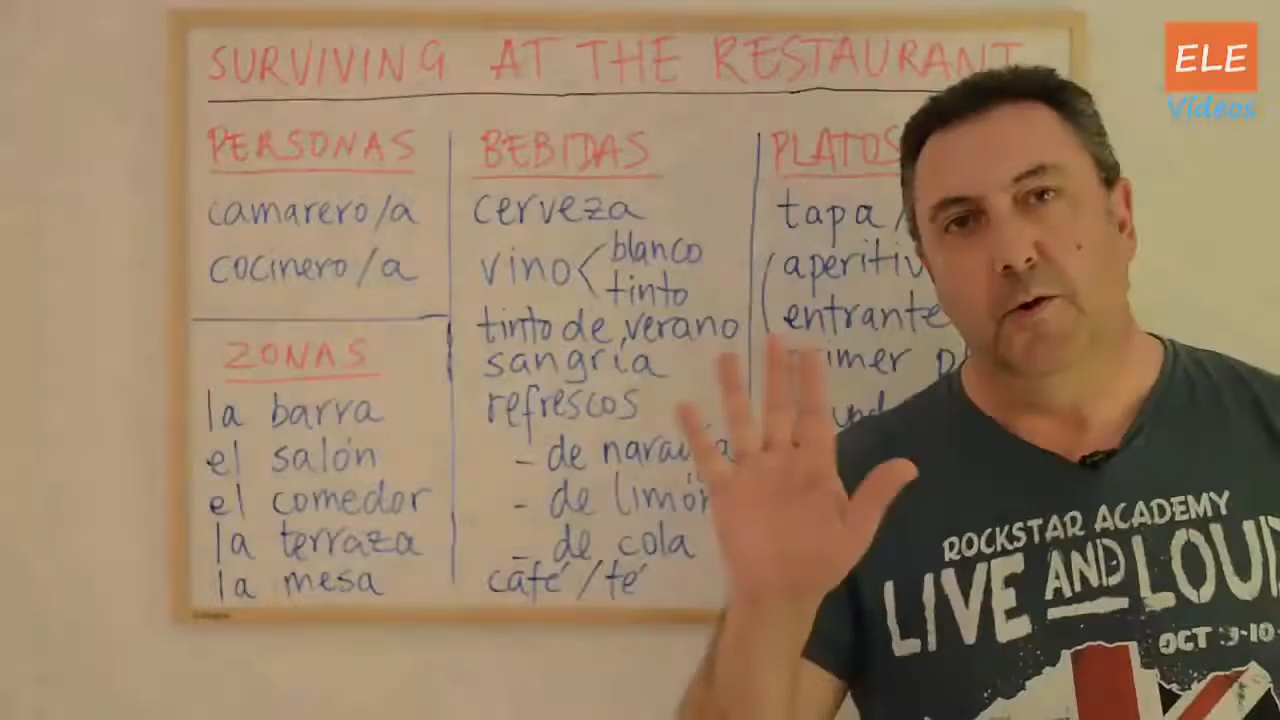 SURVIVING AT THE RESTAURANT
PERSONAS
camarero/a
cocinero/a
ZONAS
la barra
el salón
el comedor
la terraza
la mesa
BEBIDAS
cerveza
vino
blanco
tinto
tinto de verano
sangría
refrescos
- de naranja
- de limón
- de cola
café/té
PLATOS
tapa/
aperitiv
entrante
ELE
Vídeos
ROCKSTAR ACADEMY
LIVE AND LOUD
OCT